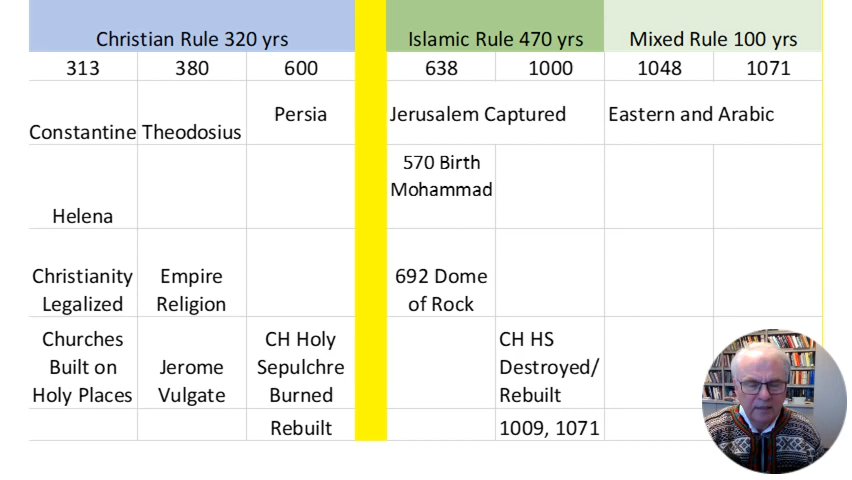 Christian Rule 320 yrs
Islamic Rule 470 yrs
Mixed Rule 100 yrs
313
380
600
638
1000
1048
1071
Constantine
Theodosius
Persia
Jerusalem Captured
Eastern and Arabic
Helena
570 Birth
Mohammad
Christianity
Legalized
Empire
Religion
692 Dome
of Rock
Churches
Built on
Holy Places
Jerome
Vulgate
CH Holy
Sepulchre
Burned
CH HS
Destroyed/
Rebuilt
Rebuilt
1009, 1071